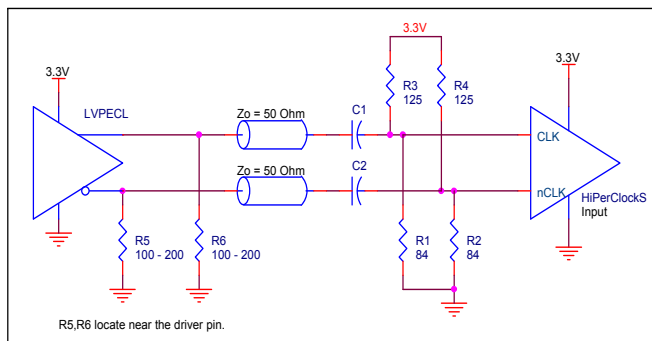 3.3V
LVPECL
Zo = 50 Ohm
C1
3.3V
R3
125
R4
125
3.3V
CLK
Zo = 50 Ohm
C2
nCLK
HiPerClockS
Input
R5
100 - 200
R6
100 - 200
R1
84
R2
84
R5,R6 locate near the driver pin.